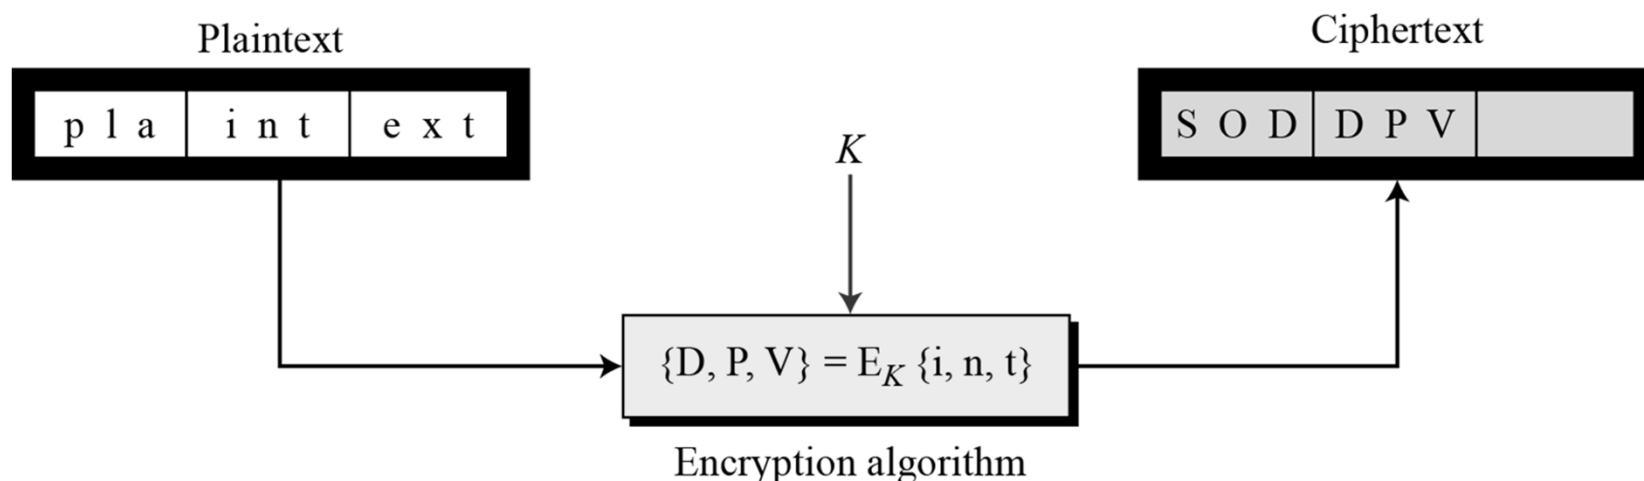 Plaintext
Ciphertext
p l a i n t e x t
S O D D P V
K
{D, P, V} = E_K {i, n, t}
Encryption algorithm